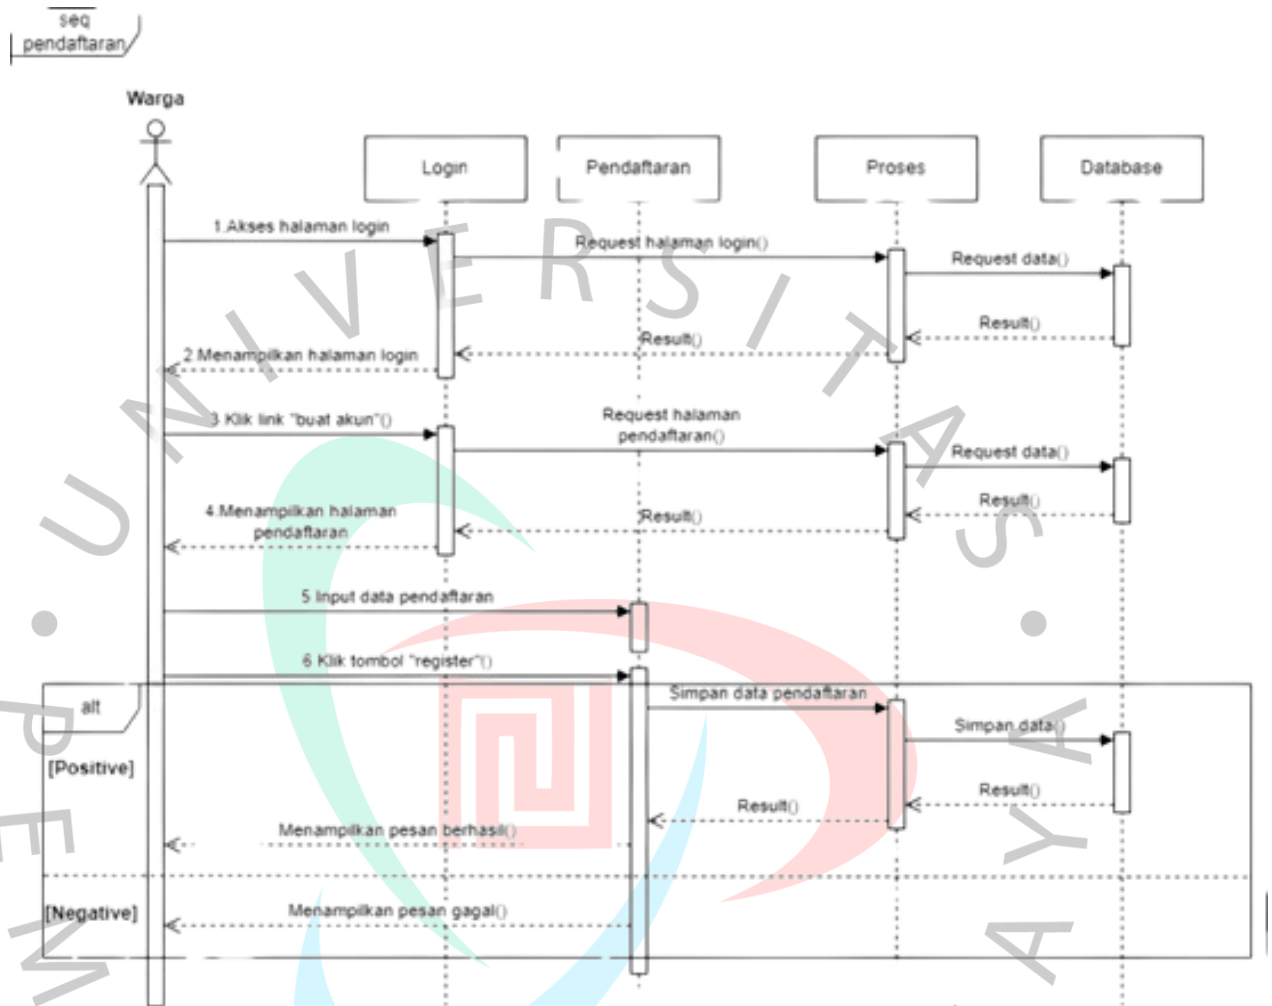 seq
pendaftaran
Warga
Login
Pendaftaran
Proses
Database
1.Akses halaman login
Request halaman login()
Request data()
Result()
Result()
2.Menampilkan halaman login
3 Klik link "buat akun"()
Request halaman
pendaftaran()
Request data()
Result()
Result()
4.Menampilkan halaman
pendaftaran
5 Input data pendaftaran
6 Klik tombol "register"()
alt
Simpan data pendaftaran
Simpan data()
[Positive]
Result()
Result()
Menampilkan pesan berhasil()
[Negative]
Menampilkan pesan gagal()
UNIVERSITAS